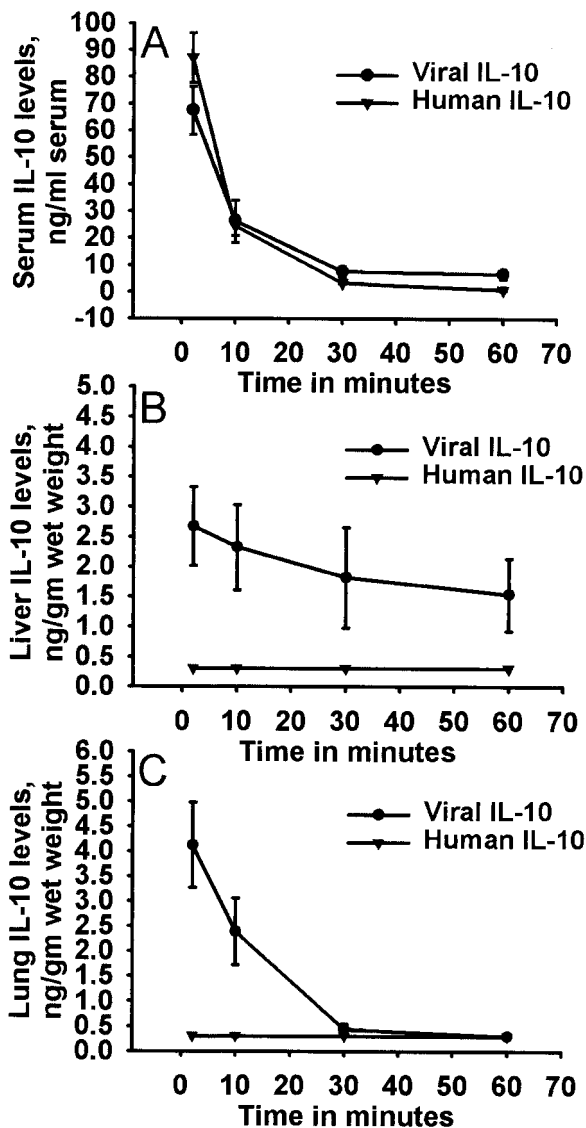 A
Serum IL-10 levels,
ng/ml serum
100
90
80
70
60
50
40
30
20
10
0
-10
Viral IL-10
Human IL-10
0 10 20 30 40 50 60 70
Time in minutes
B
Liver IL-10 levels,
ng/gm wet weight
5.0
4.5
4.0
3.5
3.0
2.5
2.0
1.5
1.0
0.5
0.0
Viral IL-10
Human IL-10
0 10 20 30 40 50 60 70
Time in minutes
C
Lung IL-10 levels,
ng/gm wet weight
6.0
5.5
5.0
4.5
4.0
3.5
3.0
2.5
2.0
1.5
1.0
0.5
0.0
Viral IL-10
Human IL-10
0 10 20 30 40 50 60 70
Time in minutes